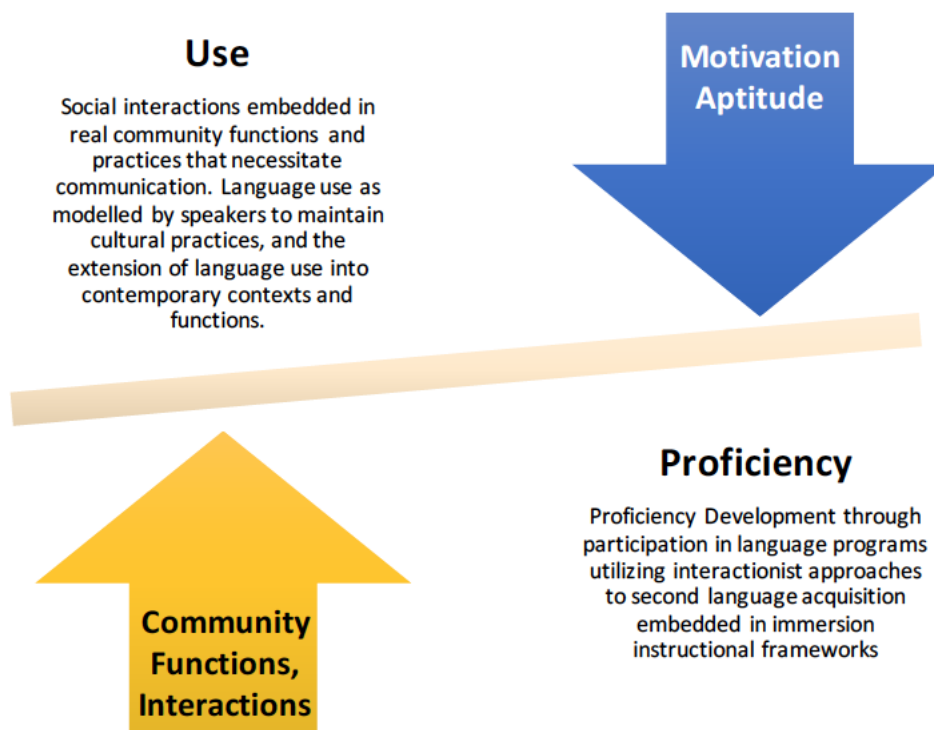 Use
Social interactions embedded in
real community functions and
practices that necessitate
communication. Language use as
modelled by speakers to maintain
cultural practices, and the
extension of language use into
contemporary contexts and
functions.
Motivation
Aptitude
Community
Functions,
Interactions
Proficiency
Proficiency Development through
participation in language programs
utilizing interactionist approaches
to second language acquisition
embedded in immersion
instructional frameworks